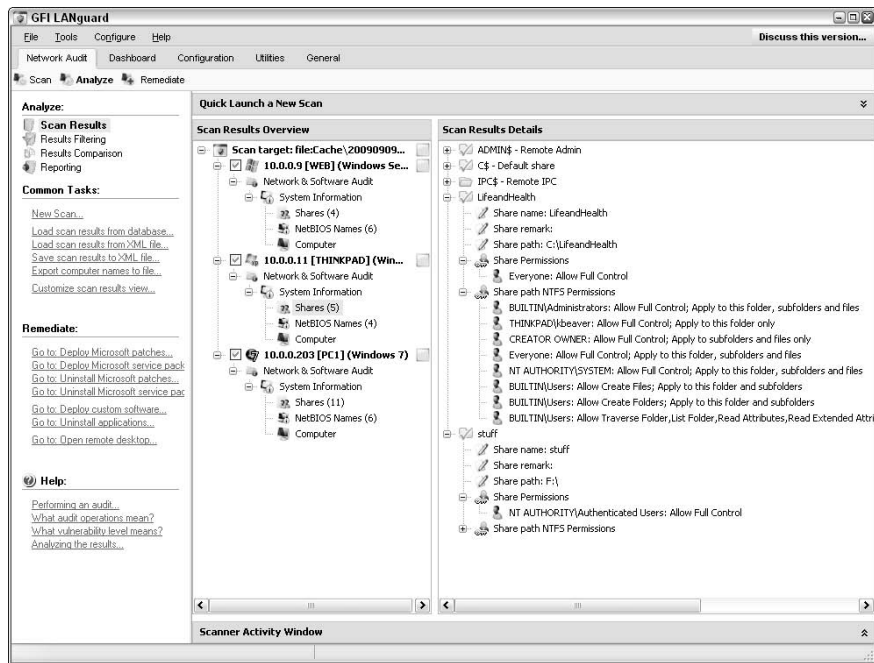 GFI LANguard
File Tools Configure Help
Discuss this version...
Network Audit Dashboard Configuration Utilities General
Scan Analyze Remediate
Analyze:
Scan Results
Results Filtering
Results Comparison
Reporting
Common Tasks:
New Scan...
Load scan results from database...
Load scan results from XML file...
Save scan results to XML file...
Export computer names to file...
Customize scan results view...
Remediate:
Go to: Deploy Microsoft patches...
Go to: Deploy Microsoft service pack
Go to: Uninstall Microsoft patches...
Go to: Uninstall Microsoft service pac
Go to: Deploy custom software...
Go to: Uninstall applications...
Go to: Open remote desktop...
Help:
Performing an audit...
What audit operations mean?
What vulnerability level means?
Analyzing the results...
Quick Launch a New Scan
Scan Results Overview
Scan target: file:Cache\20090909...
10.0.0.9 [WEB] (Windows Se...
Network & Software Audit
System Information
Shares (4)
NetBIOS Names (6)
Computer
10.0.0.11 [THINKPAD] (Win...
Network & Software Audit
System Information
Shares (5)
NetBIOS Names (4)
Computer
10.0.0.203 [PC1] (Windows 7)
Network & Software Audit
System Information
Shares (11)
NetBIOS Names (6)
Computer
Scan Results Details
ADMIN$ - Remote Admin
C$ - Default share
IPC$ - Remote IPC
LifeandHealth
Share name: LifeandHealth
Share remark:
Share path: C:\LifeandHealth
Share Permissions
Everyone: Allow Full Control
Share path NTFS Permissions
BUILTIN\Administrators: Allow Full Control; Apply to this folder, subfolders and files
THINKPAD\kbeaver: Allow Full Control; Apply to this folder only
CREATOR OWNER: Allow Full Control; Apply to subfolders and files only
Everyone: Allow Full Control; Apply to this folder, subfolders and files
NT AUTHORITY\SYSTEM: Allow Full Control; Apply to this folder, subfolders and files
BUILTIN\Users: Allow Create Files; Apply to this folder and subfolders
BUILTIN\Users: Allow Create Folders; Apply to this folder and subfolders
BUILTIN\Users: Allow Traverse Folder,List Folder,Read Attributes,Read Extended Attri
stuff
Share name: stuff
Share remark:
Share path: F:\
Share Permissions
NT AUTHORITY\Authenticated Users: Allow Full Control
Share path NTFS Permissions
Scanner Activity Window